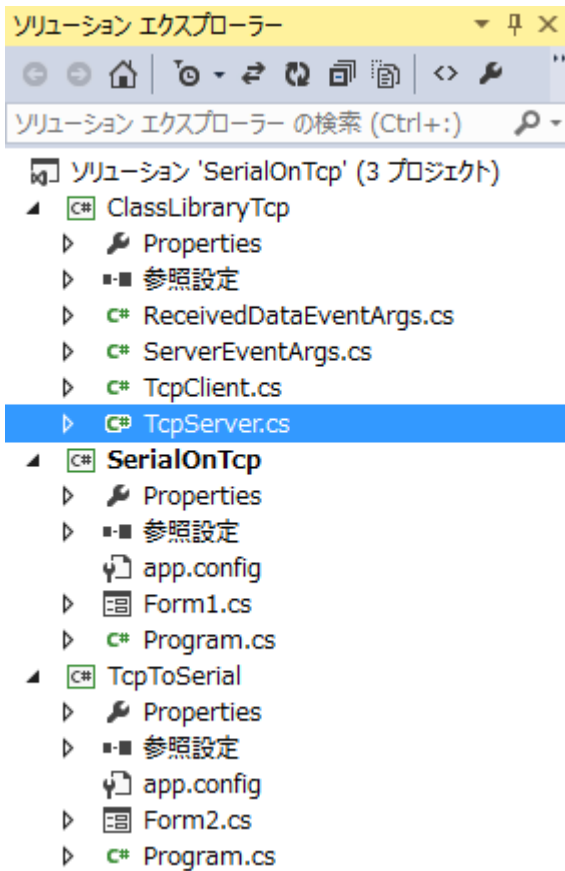 ソリューション エクスプローラー
ソリューション エクスプローラー の検索 (Ctrl+:)
ソリューション 'SerialOnTcp' (3 プロジェクト)
C# ClassLibraryTcp
Properties
参照設定
C# ReceivedDataEventArgs.cs
C# ServerEventArgs.cs
C# TcpClient.cs
C# TcpServer.cs
C# SerialOnTcp
Properties
参照設定
app.config
Form1.cs
C# Program.cs
C# TcpToSerial
Properties
参照設定
app.config
Form2.cs
C# Program.cs